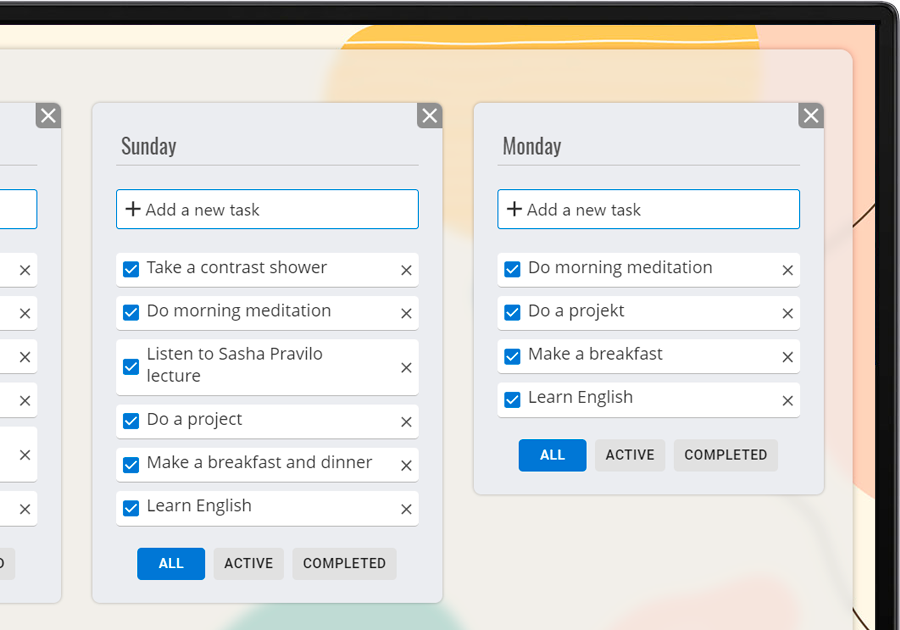 Sunday
Add a new task
Take a contrast shower
Do morning meditation
Listen to Sasha Pravilo
lecture
Do a project
Make a breakfast and dinner
Learn English
ALL ACTIVE COMPLETED
Monday
Add a new task
Do morning meditation
Do a projekt
Make a breakfast
Learn English
ALL ACTIVE COMPLETED